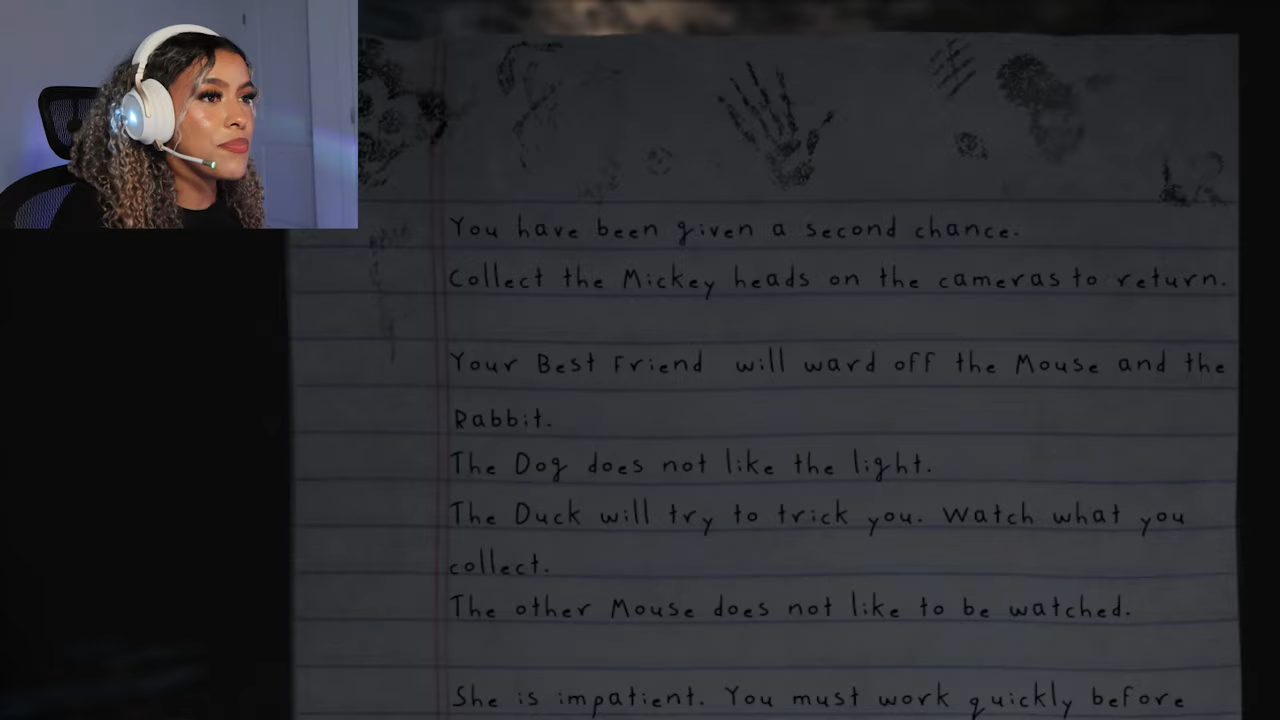 You have been given a second chance.
Collect the Mickey heads on the cameras to return.
Your Best Friend will ward off the Mouse and the
Rabbit.
The Dog does not like the light.
The Duck will try to trick you. Watch what you
collect.
The other Mouse does not like to be watched.
She is impatient. You must work quickly before